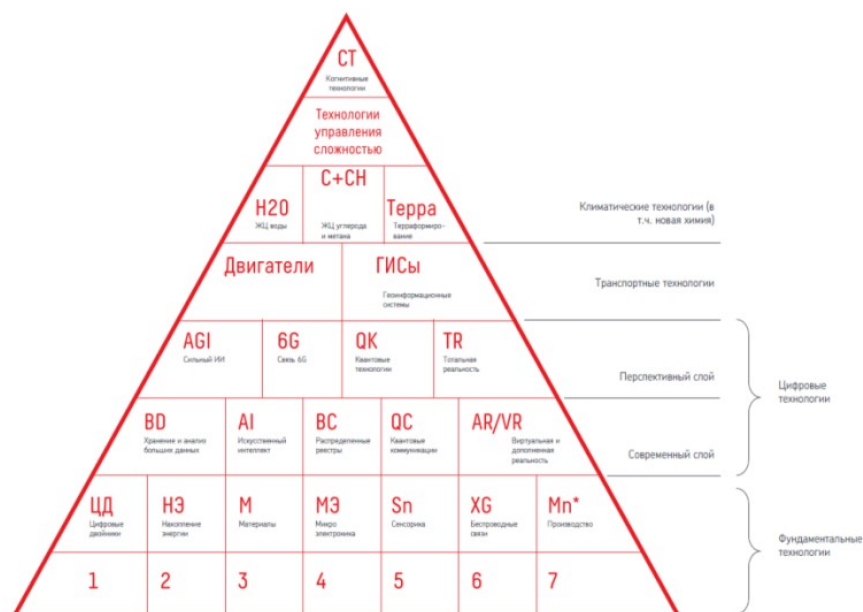 СТ
Когнитивные
технологии
Технологии
управления
сложностью
H2O
ЖЦ воды
C+CH
ЖЦ углерода
и метана
Терра
Терраформиро-
вание
Климатические технологии (в
т.ч. новая химия)
Двигатели
ГИСы
Геоинформационные
системы
Транспортные технологии
AGI
Сильный ИИ
6G
Связь 6G
QK
Квантовые
технологии
TR
Тотальная
реальность
Перспективный слой
Цифровые
технологии
BD
Хранение и анализ
больших данных
AI
Искусственный
интеллект
BC
Распределенные
реестры
QC
Квантовые
коммуникации
AR/VR
Виртуальная и
дополненная
реальность
Современный слой
ЦД
Цифровые
двойники
НЭ
Накопление
энергии
М
Материалы
МЭ
Микро
электроника
Sn
Сенсорика
XG
Беспроводные
связи
Mn*
Производство
Фундаментальные
технологии
1
2
3
4
5
6
7